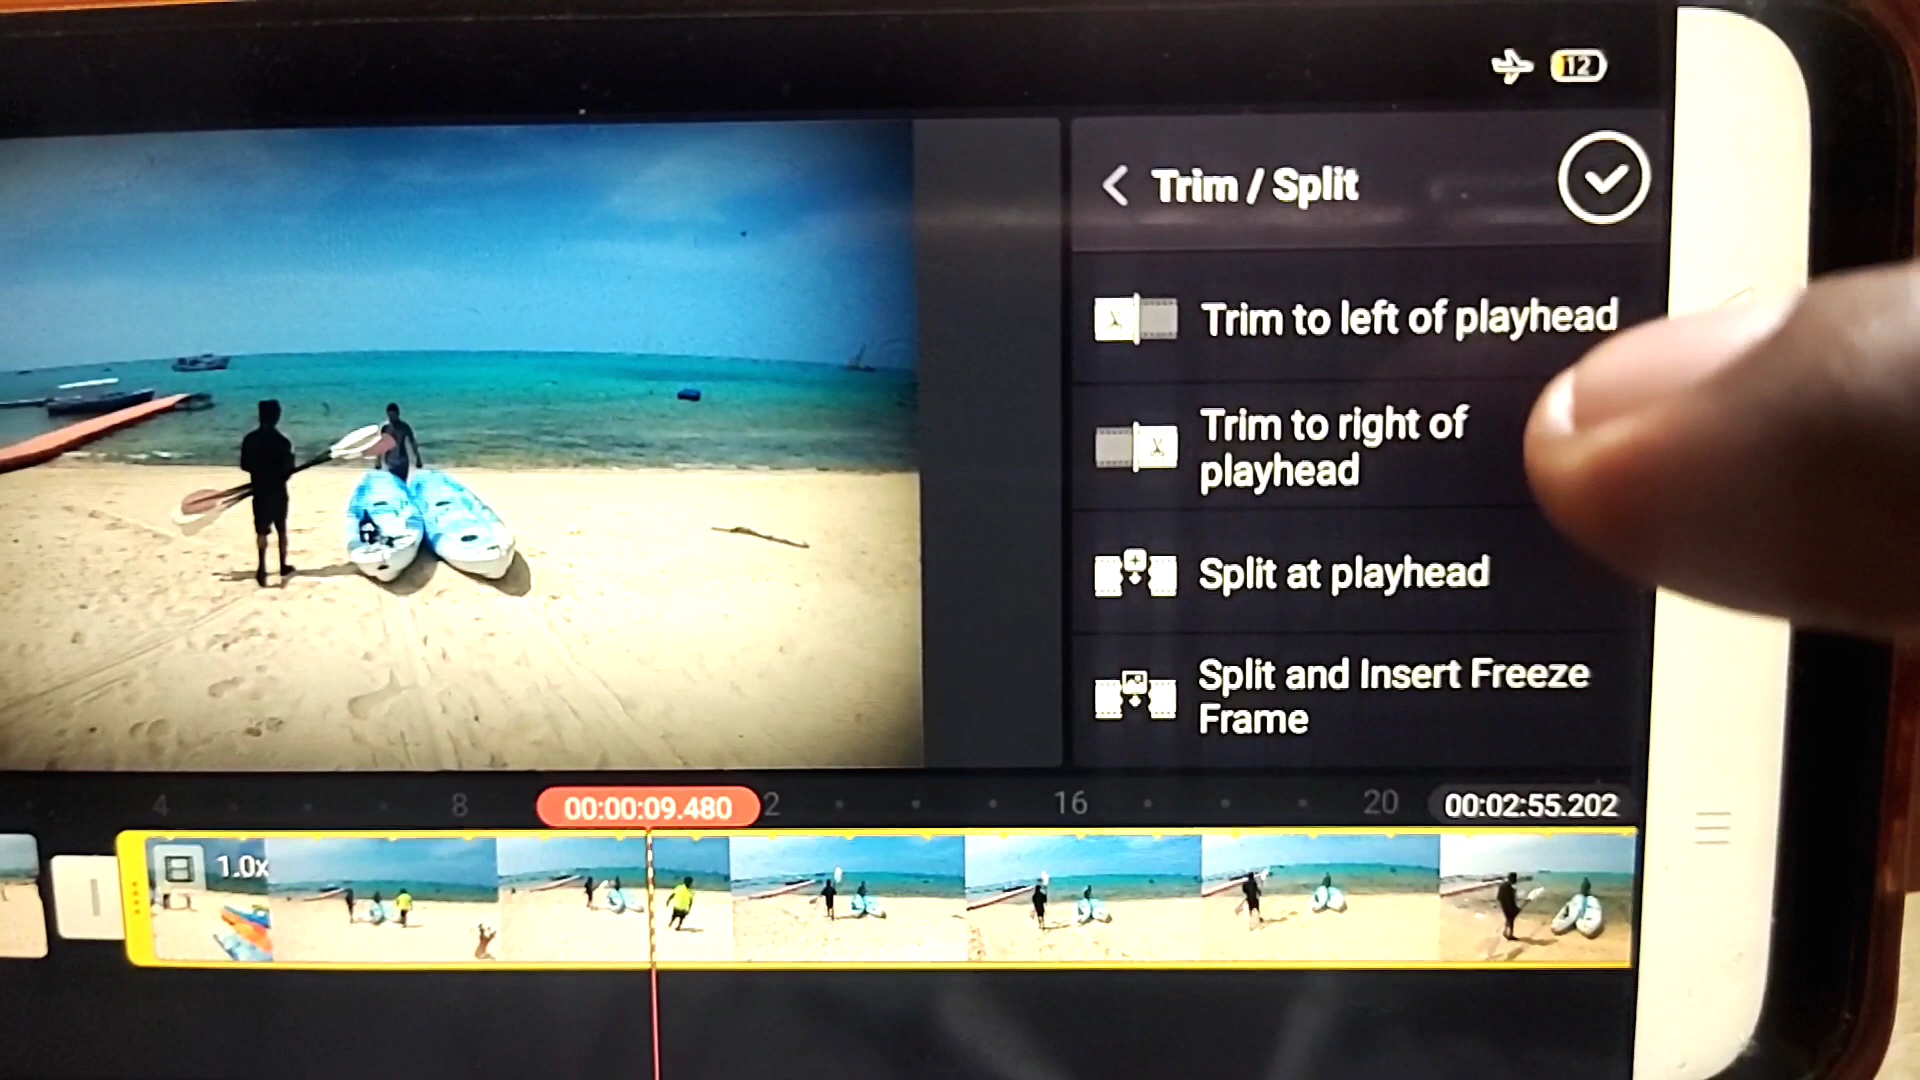 12
Trim / Split
Trim to left of playhead
Trim to right of
playhead
Split at playhead
Split and Insert Freeze
Frame
4 8 00:00:09.480 2 16 20 00:02:55.202
1.0x